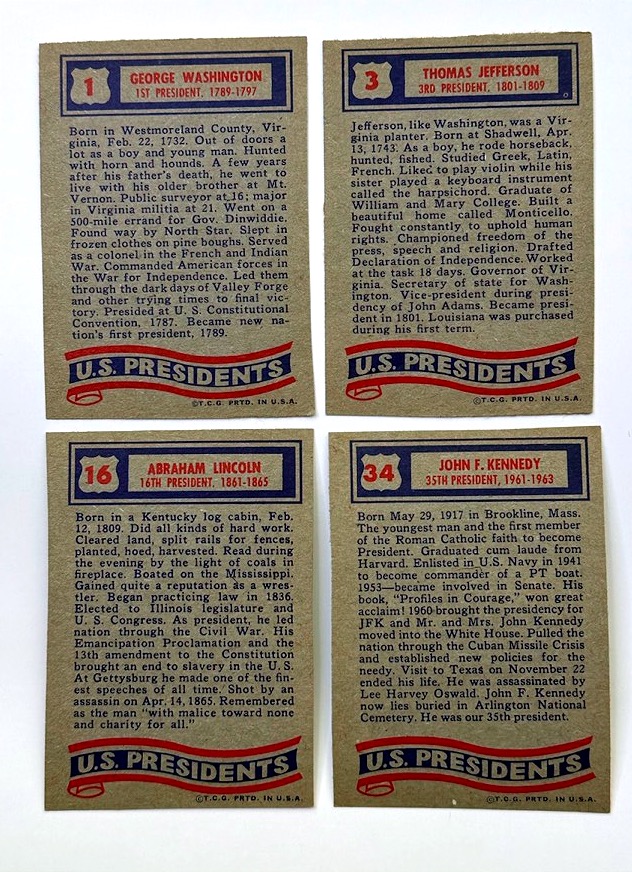 1
GEORGE WASHINGTON
1ST PRESIDENT, 1789-1797
Born in Westmoreland County, Vir-
ginia, Feb. 22, 1732. Out of doors a
lot as a boy and young man. Hunted
with horn and hounds. A few years
after his father's death, he went to
live with his older brother at Mt.
Vernon. Public surveyor at 16; major
in Virginia militia at 21. Went on a
500-mile errand for Gov. Dinwiddie.
Found way by North Star. Slept in
frozen clothes on pine boughs. Served
as a colonel in the French and Indian
War. Commanded American forces in
the War for Independence. Led them
through the dark days of Valley Forge
and other trying times to final vic-
tory. Presided at U. S. Constitutional
Convention, 1787. Became new na-
tion's first president, 1789.
U.S. PRESIDENTS
©T.C.G. PRTD. IN U.S.A.
3
THOMAS JEFFERSON
3RD PRESIDENT, 1801-1809
Jefferson, like Washington, was a Vir-
ginia planter. Born at Shadwell, Apr.
13, 1743. As a boy, he rode horseback,
hunted, fished. Studied Greek, Latin,
French. Liked to play violin while his
sister played a keyboard instrument
called the harpsichord. Graduate of
William and Mary College. Built a
beautiful home called Monticello.
Fought constantly to uphold human
rights. Championed freedom of the
press, speech and religion. Drafted
Declaration of Independence. Worked
at the task 18 days. Governor of Vir-
ginia. Secretary of state for Wash-
ington. Vice-president during presi-
dency of John Adams. Became presi-
dent in 1801. Louisiana was purchased
during his first term.
U.S. PRESIDENTS
©T.C.G. PRTD. IN U.S.A.
16
ABRAHAM LINCOLN
16TH PRESIDENT, 1861-1865
Born in a Kentucky log cabin, Feb.
12, 1809. Did all kinds of hard work.
Cleared land, split rails for fences,
planted, hoed, harvested. Read during
the evening by the light of coals in
fireplace. Boated on the Mississippi.
Gained quite a reputation as a wres-
tler. Began practicing law in 1836.
Elected to Illinois legislature and
U. S. Congress. As president, he led
nation through the Civil War. His
Emancipation Proclamation and the
13th amendment to the Constitution
brought an end to slavery in the U. S.
At Gettysburg he made one of the fin-
est speeches of all time. Shot by an
assassin on Apr. 14, 1865. Remembered
as the man "with malice toward none
and charity for all."
U.S. PRESIDENTS
©T.C.G. PRTD. IN U.S.A.
34
JOHN F. KENNEDY
35TH PRESIDENT, 1961-1963
Born May 29, 1917 in Brookline, Mass.
The youngest man and the first member
of the Roman Catholic faith to become
President. Graduated cum laude from
Harvard. Enlisted in U.S. Navy in 1941
to become commander of a PT boat.
1953—became involved in Senate. His
book, "Profiles in Courage," won great
acclaim! 1960 brought the presidency for
JFK and Mr. and Mrs. John Kennedy
moved into the White House. Pulled the
nation through the Cuban Missile Crisis
and established new policies for the
needy. Visit to Texas on November 22
ended his life. He was assassinated by
Lee Harvey Oswald. John F. Kennedy
now lies buried in Arlington National
Cemetery. He was our 35th president.
U.S. PRESIDENTS
©T.C.G. PRTD. IN U.S.A.